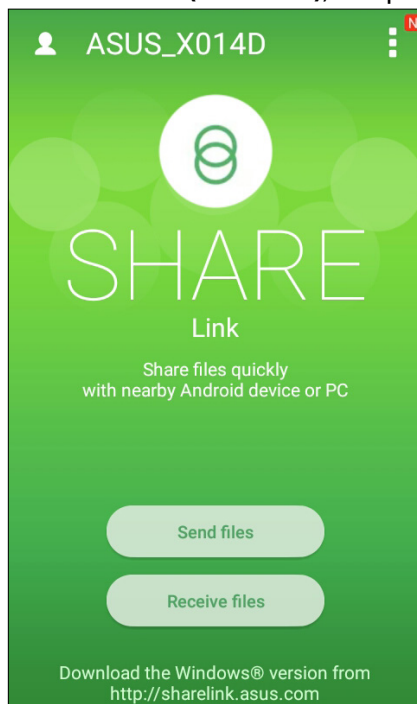 ASUS_X014D
N
SHARE
Link
Share files quickly
with nearby Android device or PC
Send files
Receive files
Download the Windows® version from
http://sharelink.asus.com